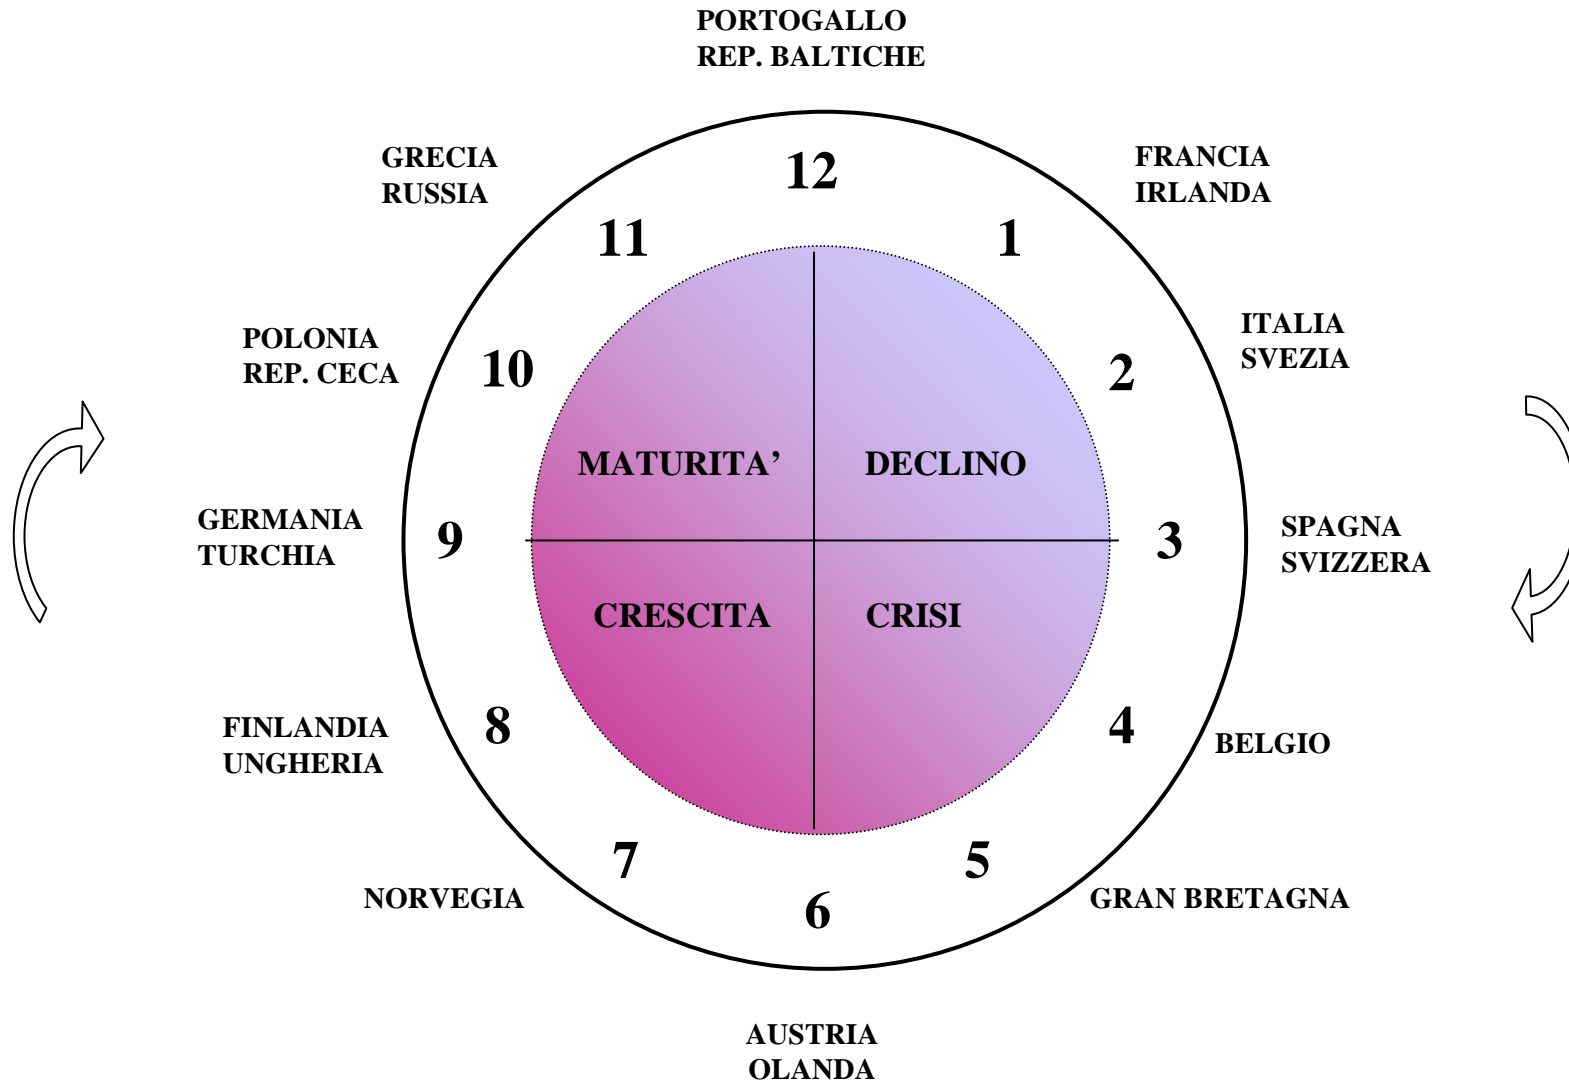 PORTOGALLO
REP. BALTICHE
GRECIA
RUSSIA
12
FRANCIA
IRLANDA
11
1
POLONIA
REP. CECA
10
2
ITALIA
SVEZIA
MATURITA’
DECLINO
GERMANIA
TURCHIA
9
3
SPAGNA
SVIZZERA
CRESCITA
CRISI
FINLANDIA
UNGHERIA
8
4
BELGIO
NORVEGIA
7
6
5
GRAN BRETAGNA
AUSTRIA
OLANDA